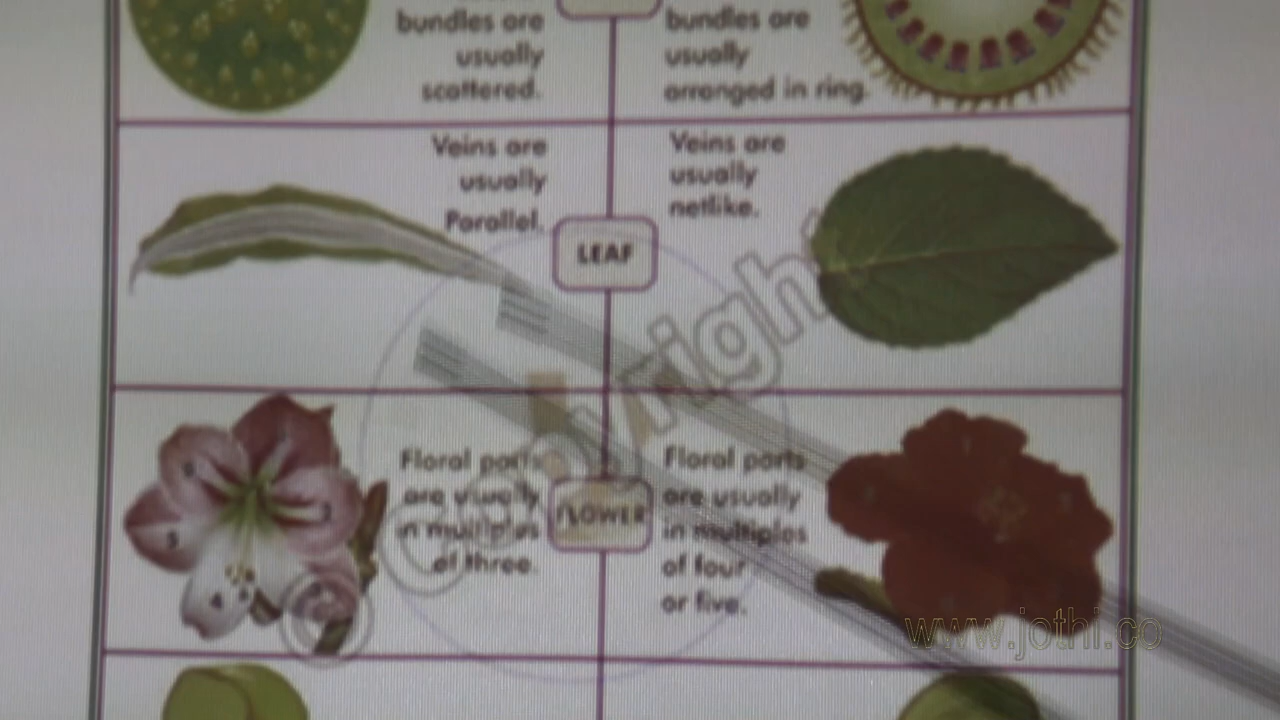 bundles are
usually
scattered.
bundles are
usually
arranged in ring.
Veins are
usually
Parallel.
LEAF
Veins are
usually
netlike.
Copyright
Floral parts
are usually
in multiples
of three.
FLOWER
Floral parts
are usually
in multiples
of four
or five.
©
www.jothi.co